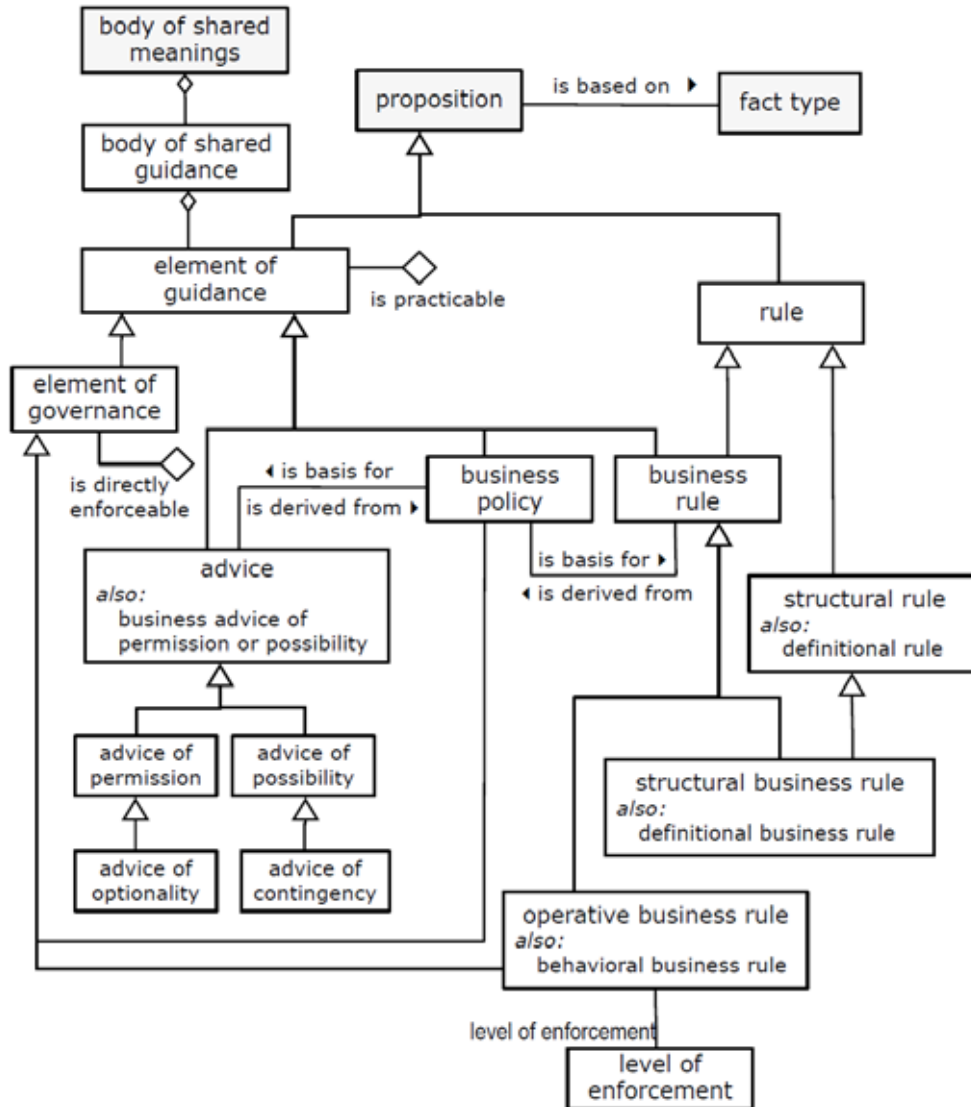 body of shared
meanings
proposition
is based on ▶
fact type
body of shared
guidance
element of
guidance
is practicable
rule
element of
governance
is directly
enforceable
◀ is basis for
is derived from ▶
business
policy
business
rule
is basis for ▶
◀ is derived from
advice
also:
business advice of
permission or possibility
structural rule
also:
definitional rule
advice of
permission
advice of
possibility
structural business rule
also:
definitional business rule
advice of
optionality
advice of
contingency
operative business rule
also:
behavioral business rule
level of enforcement
level of
enforcement